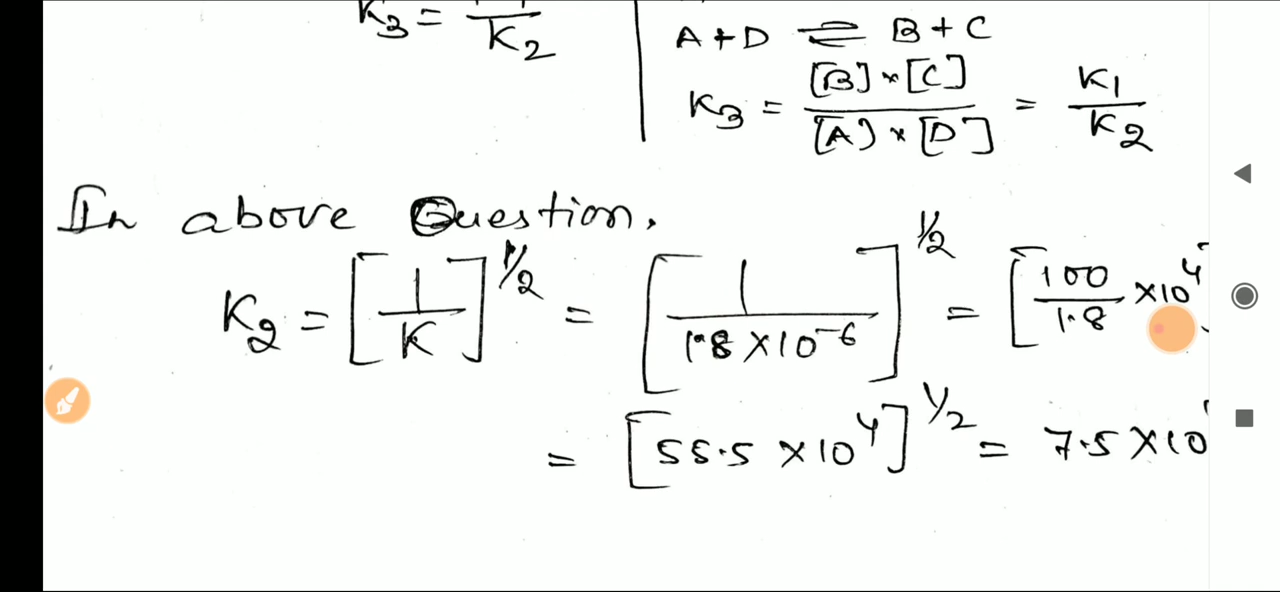 K3 = / K2
A + D ⇌ B + C
K3 = [B] × [C] / [A] × [D] = K1 / K2
In above Question.
K2 = [1/K]^1/2 = [1 / 1.8 × 10^-6]^1/2 = [100 / 1.8 × 10^4
= [55.5 × 10^4]^1/2 = 7.5 × 10